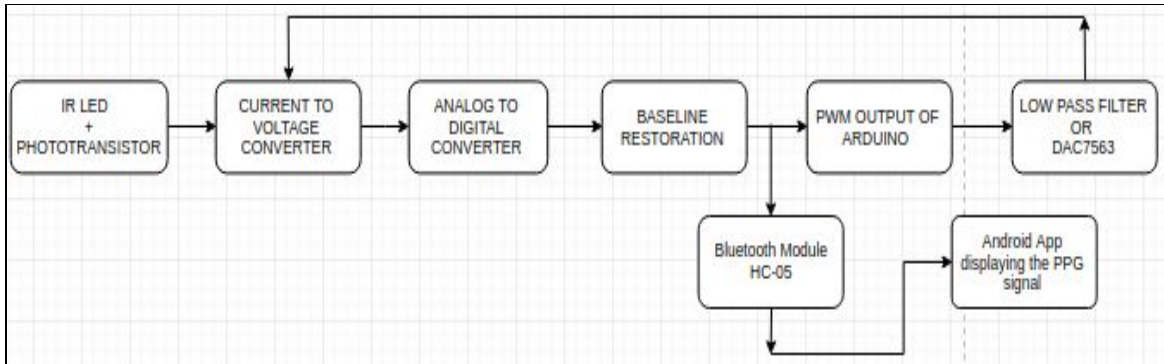 IR LED
+
PHOTOTRANSISTOR
CURRENT TO
VOLTAGE
CONVERTER
ANALOG TO
DIGITAL
CONVERTER
BASELINE
RESTORATION
PWM OUTPUT OF
ARDUINO
LOW PASS FILTER
OR
DAC7563
Bluetooth Module
HC-05
Android App
displaying the PPG
signal